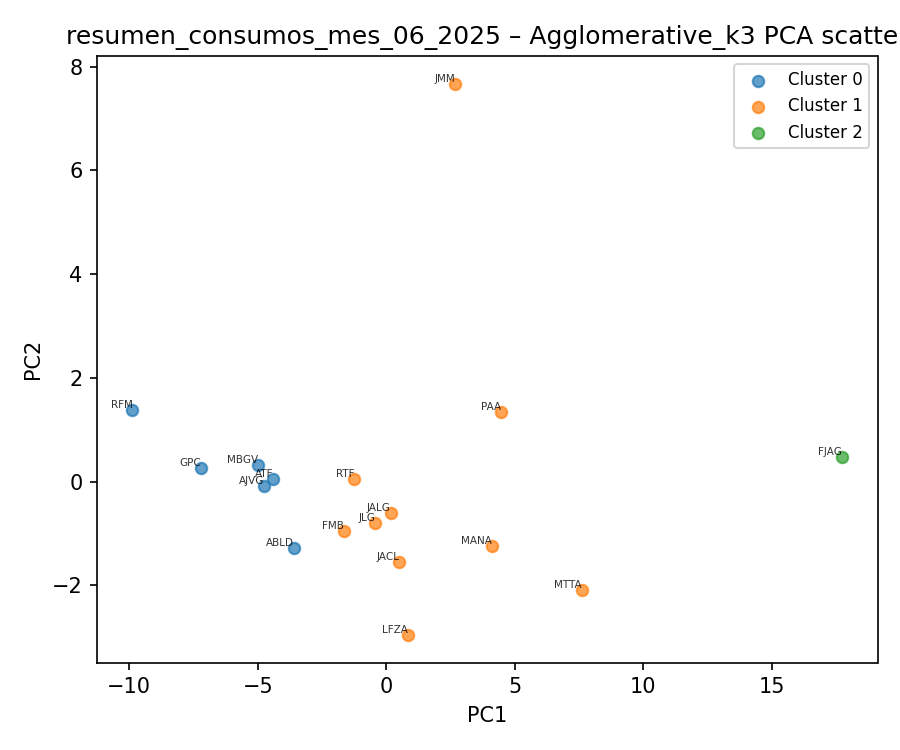 resumen_consumos_mes_06_2025 – Agglomerative_k3 PCA scatte
8
6
4
2
0
−2
PC2
JMM
Cluster 0
Cluster 1
Cluster 2
RFM
PAA
GPC
MBGV
ATF
AJVG
RTF
FJAG
JALG
JLG
FMB
ABLD
MANA
JACL
MTTA
LFZA
−10
−5
0
5
10
15
PC1